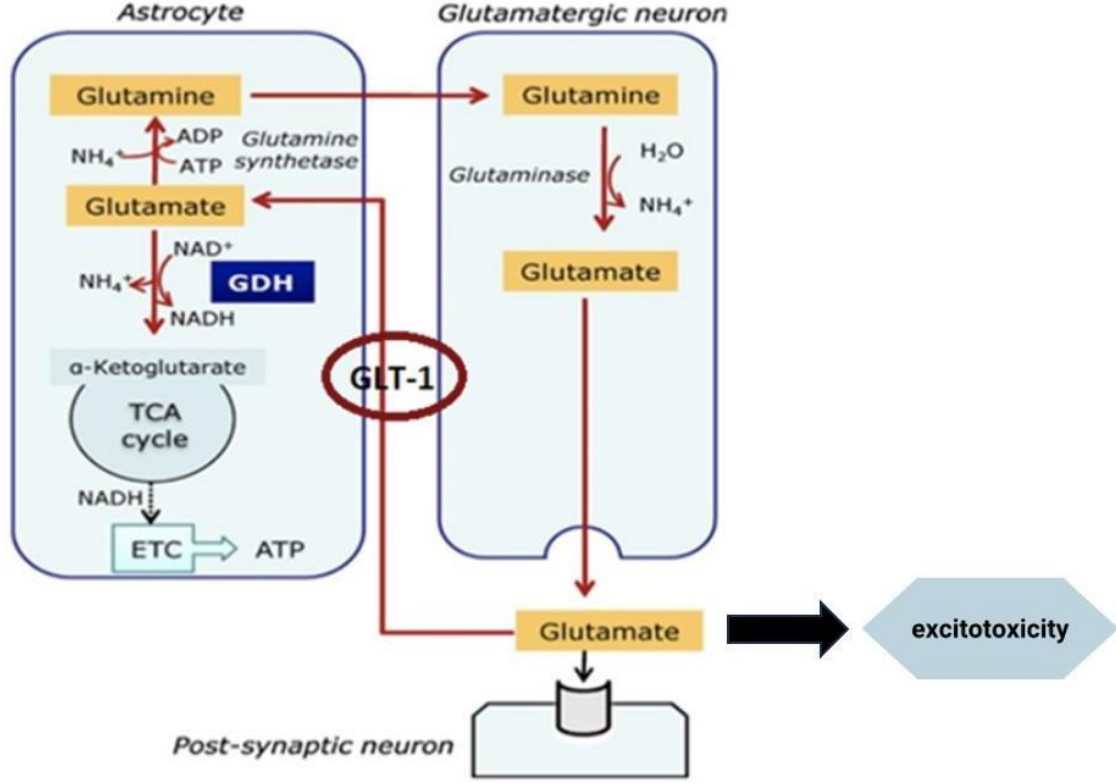 Astrocyte
Glutamatergic neuron
Glutamine
Glutamine
NH₄⁺
ADP
ATP
Glutamine
synthetase
Glutaminase
H₂O
NH₄⁺
Glutamate
NAD⁺
NH₄⁺
GDH
NADH
Glutamate
α-Ketoglutarate
GLT-1
TCA
cycle
NADH
ETC
ATP
Glutamate
excitotoxicity
Post-synaptic neuron